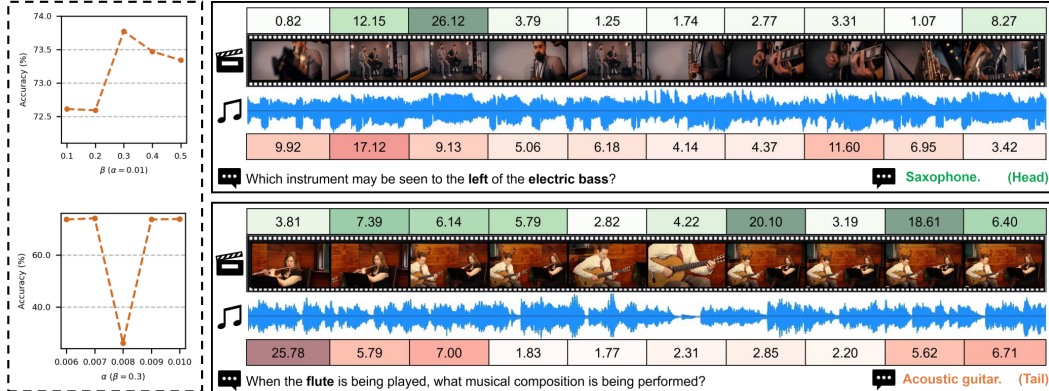 74.0
73.5
73.0
72.5
Accuracy (%)
0.1 0.2 0.3 0.4 0.5
β (α = 0.01)
60.0
40.0
Accuracy (%)
0.006 0.007 0.008 0.009 0.010
α (β = 0.3)
0.82 12.15 26.12 3.79 1.25 1.74 2.77 3.31 1.07 8.27
9.92 17.12 9.13 5.06 6.18 4.14 4.37 11.60 6.95 3.42
Which instrument may be seen to the left of the electric bass? Saxophone. (Head)
3.81 7.39 6.14 5.79 2.82 4.22 20.10 3.19 18.61 6.40
25.78 5.79 7.00 1.83 1.77 2.31 2.85 2.20 5.62 6.71
When the flute is being played, what musical composition is being performed? Acoustic guitar. (Tail)